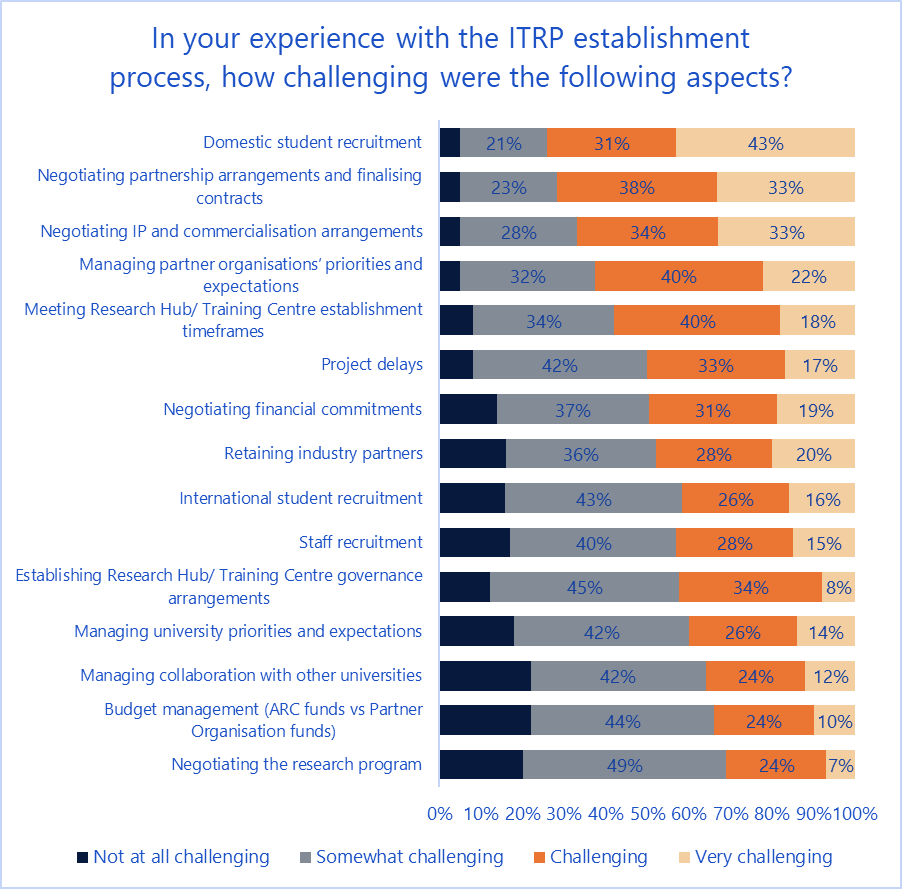 In your experience with the ITRP establishment
process, how challenging were the following aspects?
Domestic student recruitment
21% 31% 43%
Negotiating partnership arrangements and finalising
contracts
23% 38% 33%
Negotiating IP and commercialisation arrangements
28% 34% 33%
Managing partner organisations’ priorities and
expectations
32% 40% 22%
Meeting Research Hub/ Training Centre establishment
timeframes
34% 40% 18%
Project delays
42% 33% 17%
Negotiating financial commitments
37% 31% 19%
Retaining industry partners
36% 28% 20%
International student recruitment
43% 26% 16%
Staff recruitment
40% 28% 15%
Establishing Research Hub/ Training Centre governance
arrangements
45% 34% 8%
Managing university priorities and expectations
42% 26% 14%
Managing collaboration with other universities
42% 24% 12%
Budget management (ARC funds vs Partner
Organisation funds)
44% 24% 10%
Negotiating the research program
49% 24% 7%
0% 10% 20% 30% 40% 50% 60% 70% 80% 90% 100%
Not at all challenging Somewhat challenging Challenging Very challenging